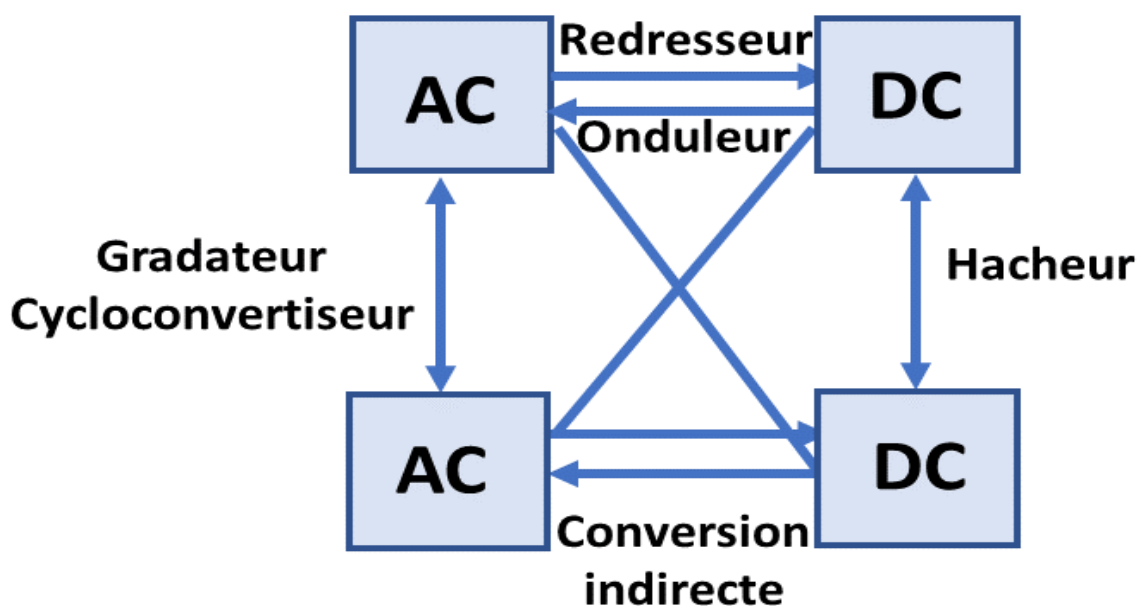 AC
Redresseur
DC
Onduleur
Gradateur
Cycloconvertiseur
Hacheur
AC
DC
Conversion
indirecte